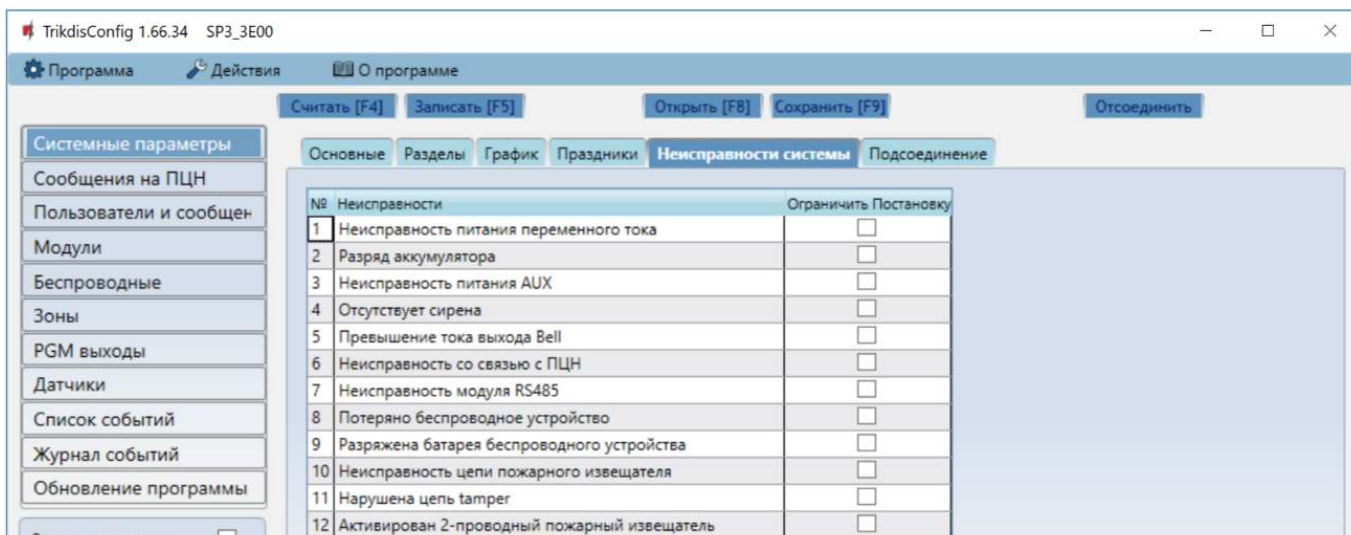 TrikdisConfig 1.66.34 SP3_3E00
Программа Действия О программе
Считать [F4] Записать [F5] Открыть [F8] Сохранить [F9] Отсоединить
Системные параметры
Сообщения на ПЦН
Пользователи и сообщен
Модули
Беспроводные
Зоны
PGM выходы
Датчики
Список событий
Журнал событий
Обновление программы
Основные Разделы График Праздники Неисправности системы Подсоединение
№ Неисправности Ограничить Постановку
1 Неисправность питания переменного тока
2 Разряд аккумулятора
3 Неисправность питания AUX
4 Отсутствует сирена
5 Превышение тока выхода Bell
6 Неисправность со связью с ПЦН
7 Неисправность модуля RS485
8 Потеряно беспроводное устройство
9 Разряжена батарея беспроводного устройства
10 Неисправность цепи пожарного извещателя
11 Нарушена цепь tamper
12 Активирован 2-проводный пожарный извещатель